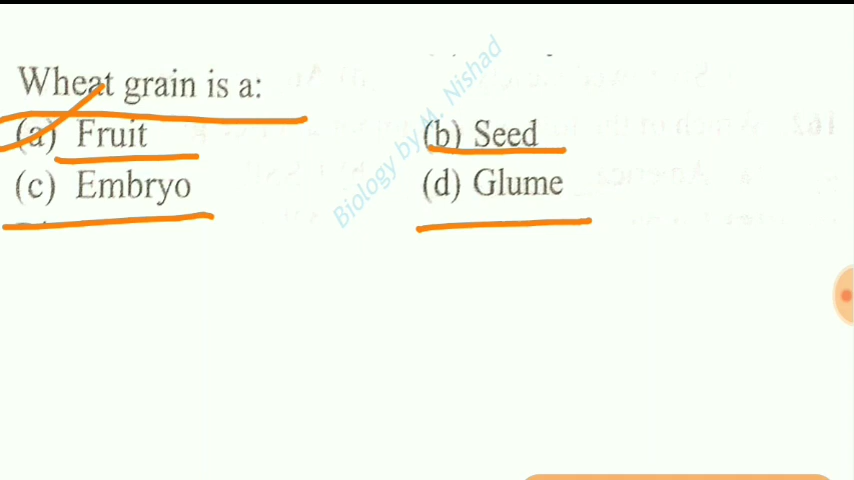 Wheat grain is a:
(a) Fruit (b) Seed
(c) Embryo (d) Glume
Biology by M. Nishad